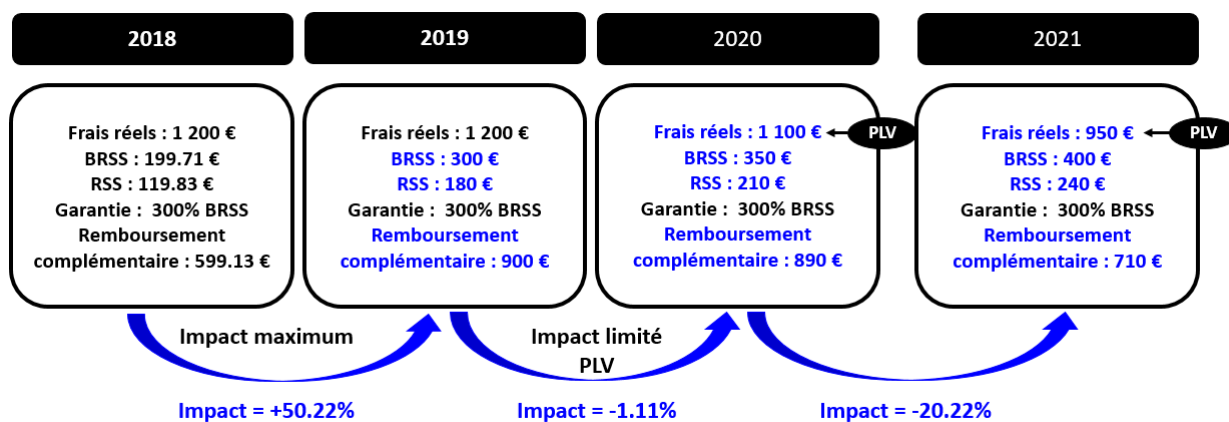 2018
2019
2020
2021
Frais réels : 1 200 €
BRSS : 199.71 €
RSS : 119.83 €
Garantie :  300% BRSS
Remboursement
complémentaire : 599.13 €
Frais réels : 1 200 €
BRSS : 300 €
RSS : 180 €
Garantie :  300% BRSS
Remboursement
complémentaire : 900 €
Frais réels : 1 100 €
PLV
BRSS : 350 €
RSS : 210 €
Garantie :  300% BRSS
Remboursement
complémentaire : 890 €
Frais réels : 950 €
PLV
BRSS : 400 €
RSS : 240 €
Garantie :  300% BRSS
Remboursement
complémentaire : 710 €
Impact maximum
Impact limité
PLV
Impact = +50.22%
Impact = -1.11%
Impact = -20.22%